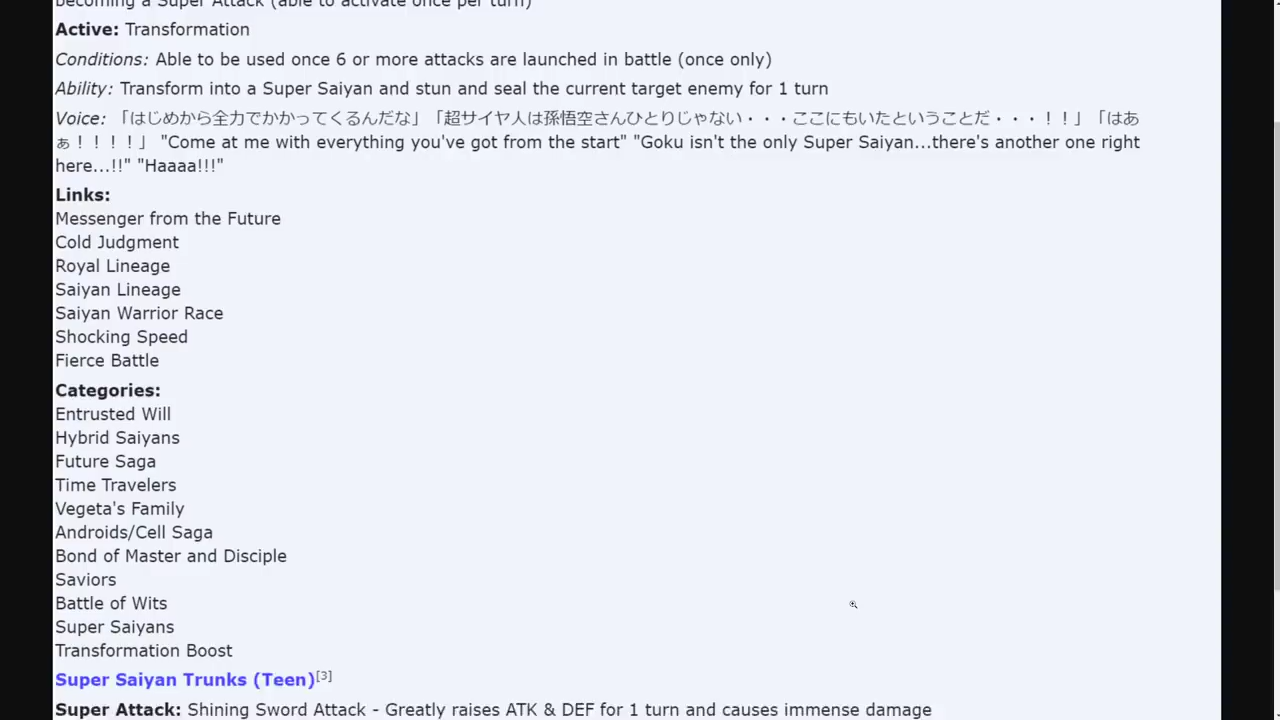 becoming a Super Attack (able to activate once per turn)
Active: Transformation
Conditions: Able to be used once 6 or more attacks are launched in battle (once only)
Ability: Transform into a Super Saiyan and stun and seal the current target enemy for 1 turn
Voice: 「はじめから全力でかかってくるんだな」「超サイヤ人は孫悟空さんひとりじゃない・・・ここにもいたということだ・・・！！」「はあ
ぁ！！！！」 "Come at me with everything you've got from the start" "Goku isn't the only Super Saiyan...there's another one right
here...!!" "Haaaa!!!"
Links:
Messenger from the Future
Cold Judgment
Royal Lineage
Saiyan Lineage
Saiyan Warrior Race
Shocking Speed
Fierce Battle
Categories:
Entrusted Will
Hybrid Saiyans
Future Saga
Time Travelers
Vegeta's Family
Androids/Cell Saga
Bond of Master and Disciple
Saviors
Battle of Wits
Super Saiyans
Transformation Boost
Super Saiyan Trunks (Teen)[3]
Super Attack: Shining Sword Attack - Greatly raises ATK & DEF for 1 turn and causes immense damage